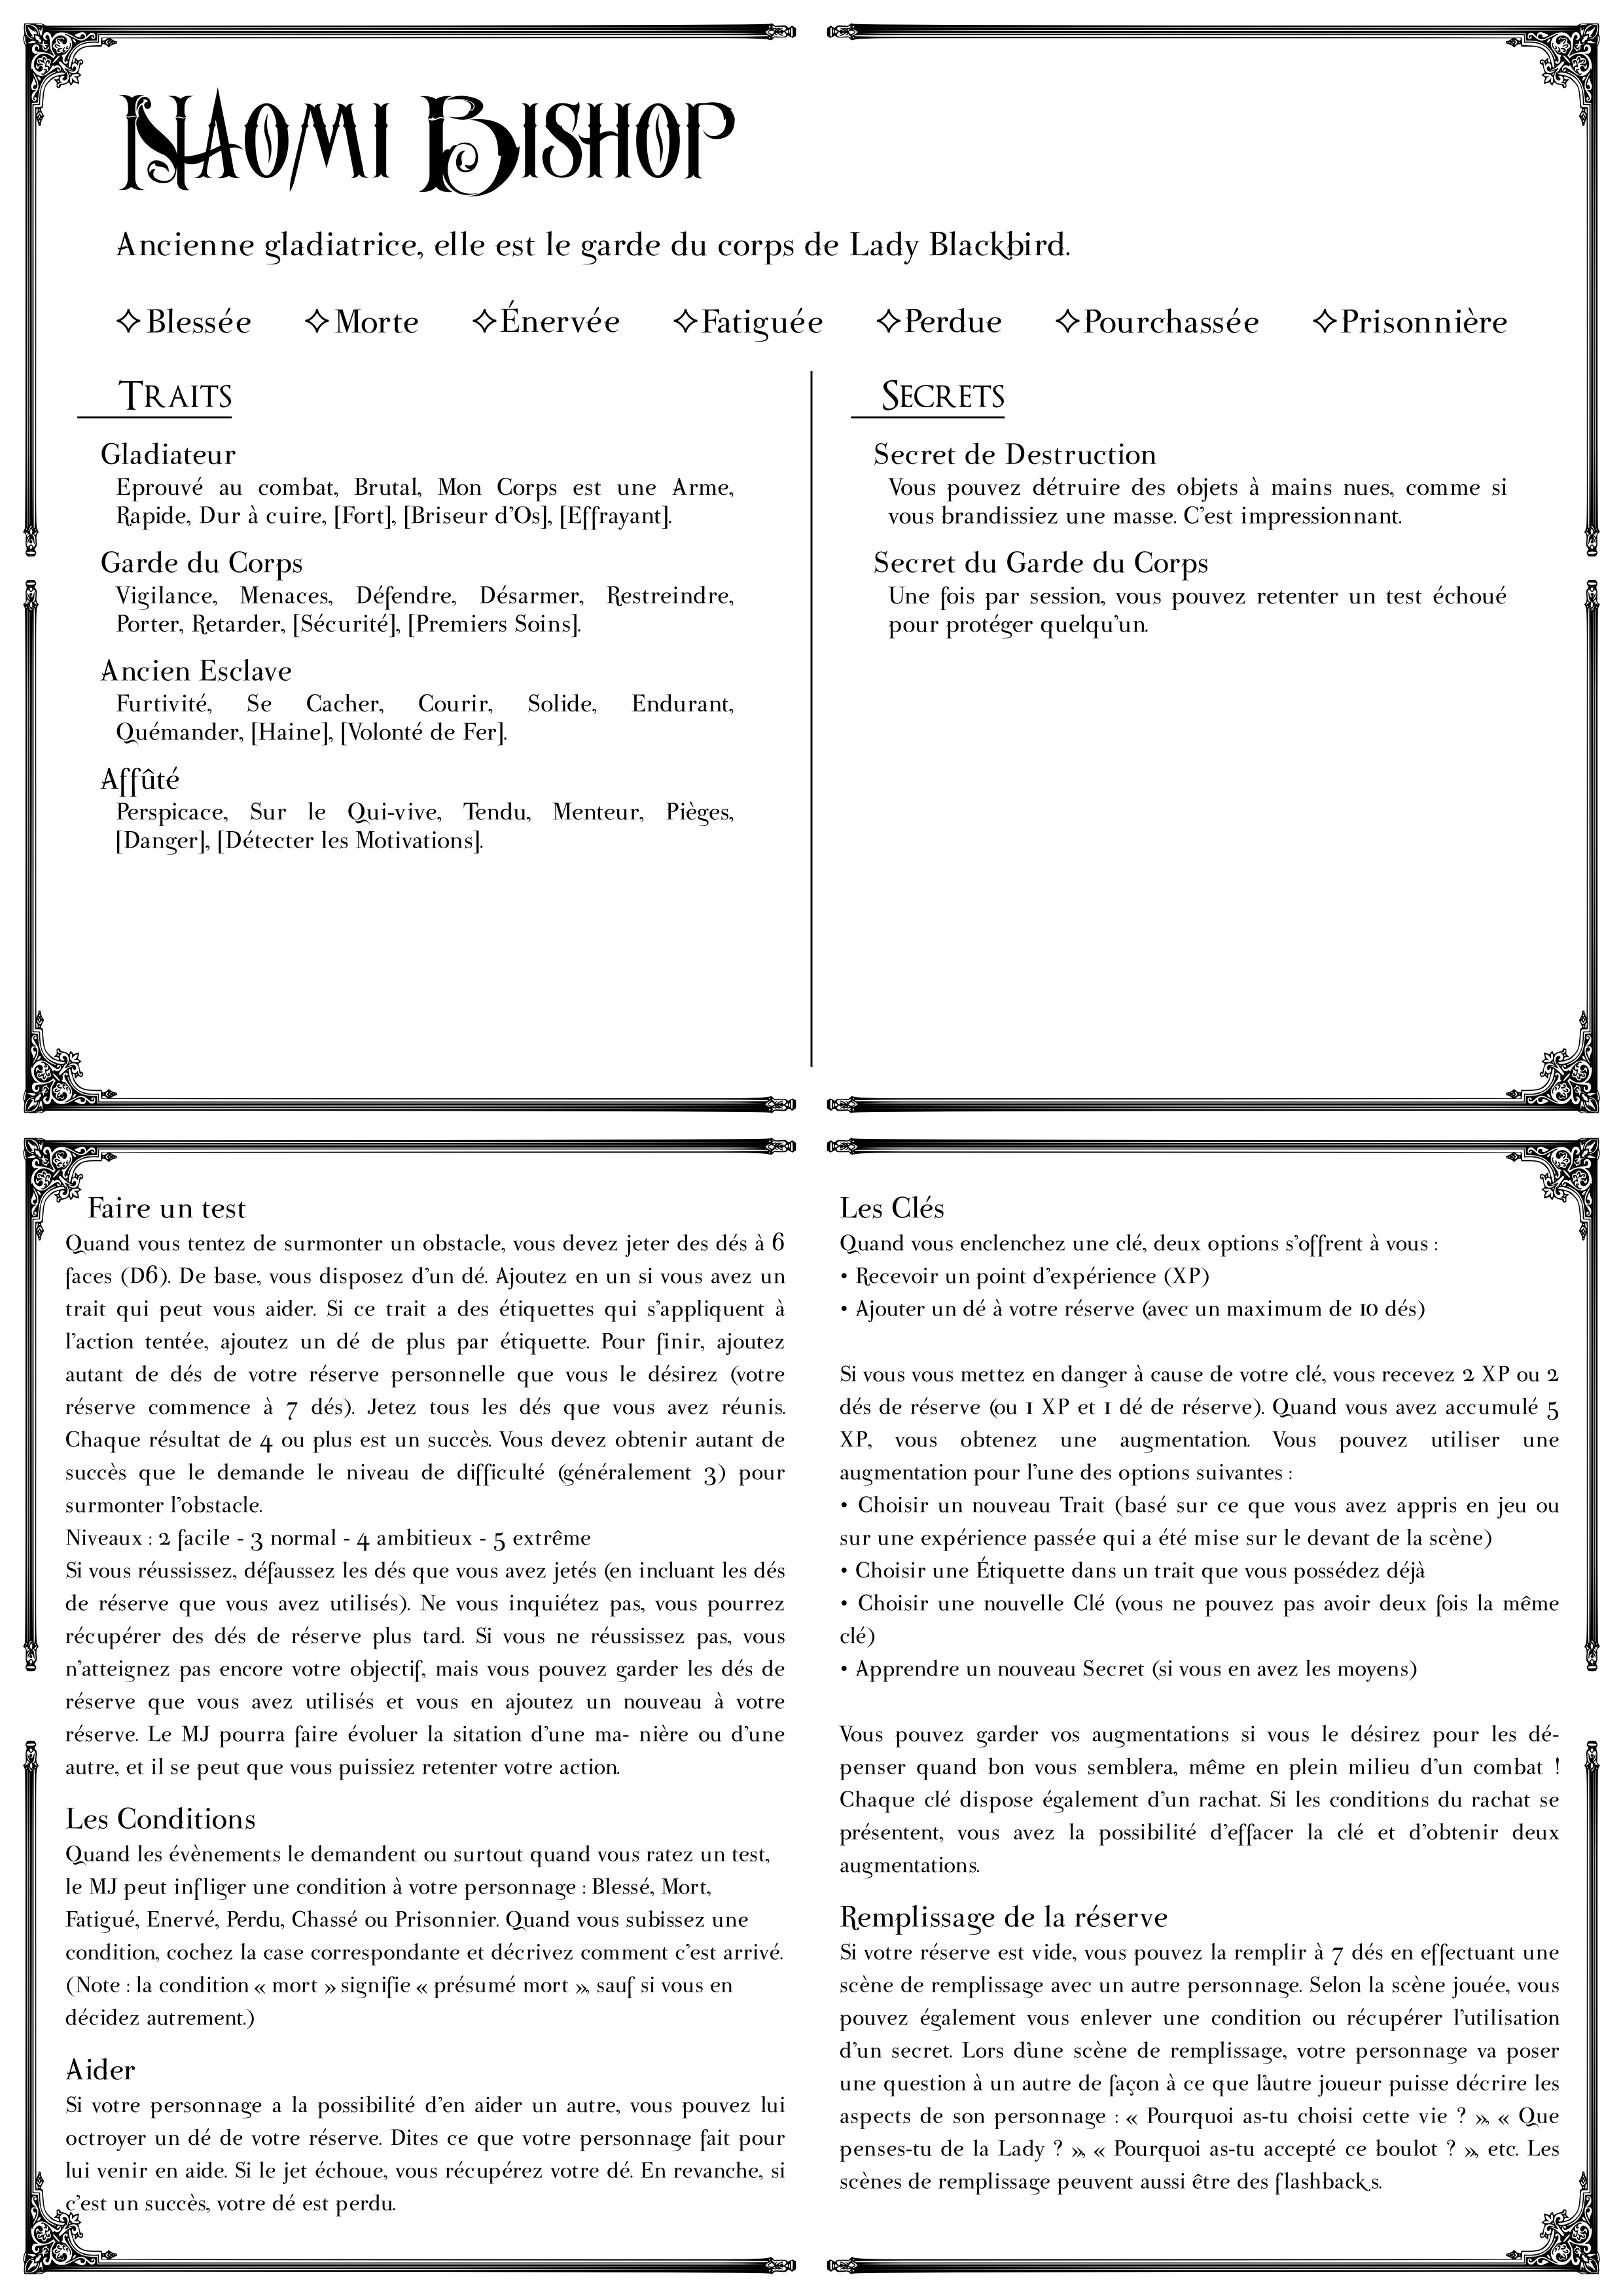 Naomi Bishop
Ancienne gladiatrice, elle est le garde du corps de Lady Blackbird.
✧Blessée ✧Morte ✧Énervée ✧Fatiguée ✧Perdue ✧Pourchassée ✧Prisonnière
Traits
Gladiateur
Eprouvé au combat, Brutal, Mon Corps est une Arme,
Rapide, Dur à cuire, [Fort], [Briseur d'Os], [Effrayant].
Garde du Corps
Vigilance, Menaces, Défendre, Désarmer, Restreindre,
Porter, Retarder, [Sécurité], [Premiers Soins].
Ancien Esclave
Furtivité, Se Cacher, Courir, Solide, Endurant,
Quémander, [Haine], [Volonté de Fer].
Affûté
Perspicace, Sur le Qui-vive, Tendu, Menteur, Pièges,
[Danger], [Détecter les Motivations].
Secrets
Secret de Destruction
Vous pouvez détruire des objets à mains nues, comme si
vous brandissiez une masse. C'est impressionnant.
Secret du Garde du Corps
Une fois par session, vous pouvez retenter un test échoué
pour protéger quelqu'un.
Faire un test
Quand vous tentez de surmonter un obstacle, vous devez jeter des dés à 6
faces (D6). De base, vous disposez d'un dé. Ajoutez en un si vous avez un
trait qui peut vous aider. Si ce trait a des étiquettes qui s'appliquent à
l'action tentée, ajoutez un dé de plus par étiquette. Pour finir, ajoutez
autant de dés de votre réserve personnelle que vous le désirez (votre
réserve commence à 7 dés). Jetez tous les dés que vous avez réunis.
Chaque résultat de 4 ou plus est un succès. Vous devez obtenir autant de
succès que le demande le niveau de difficulté (généralement 3) pour
surmonter l'obstacle.
Niveaux : 2 facile - 3 normal - 4 ambitieux - 5 extrême
Si vous réussissez, défaussez les dés que vous avez jetés (en incluant les dés
de réserve que vous avez utilisés). Ne vous inquiétez pas, vous pourrez
récupérer des dés de réserve plus tard. Si vous ne réussissez pas, vous
n'atteignez pas encore votre objectif, mais vous pouvez garder les dés de
réserve que vous avez utilisés et vous en ajoutez un nouveau à votre
réserve. Le MJ pourra faire évoluer la sitation d'une ma- nière ou d'une
autre, et il se peut que vous puissiez retenter votre action.
Les Conditions
Quand les évènements le demandent ou surtout quand vous ratez un test,
le MJ peut infliger une condition à votre personnage : Blessé, Mort,
Fatigué, Enervé, Perdu, Chassé ou Prisonnier. Quand vous subissez une
condition, cochez la case correspondante et décrivez comment c'est arrivé.
(Note : la condition « mort » signifie « présumé mort », sauf si vous en
décidez autrement.)
Aider
Si votre personnage a la possibilité d'en aider un autre, vous pouvez lui
octroyer un dé de votre réserve. Dites ce que votre personnage fait pour
lui venir en aide. Si le jet échoue, vous récupérez votre dé. En revanche, si
c'est un succès, votre dé est perdu.
Les Clés
Quand vous enclenchez une clé, deux options s'offrent à vous :
• Recevoir un point d'expérience (XP)
• Ajouter un dé à votre réserve (avec un maximum de 10 dés)
Si vous vous mettez en danger à cause de votre clé, vous recevez 2 XP ou 2
dés de réserve (ou 1 XP et 1 dé de réserve). Quand vous avez accumulé 5
XP, vous obtenez une augmentation. Vous pouvez utiliser une
augmentation pour l'une des options suivantes :
• Choisir un nouveau Trait (basé sur ce que vous avez appris en jeu ou
sur une expérience passée qui a été mise sur le devant de la scène)
• Choisir une Étiquette dans un trait que vous possédez déjà
• Choisir une nouvelle Clé (vous ne pouvez pas avoir deux fois la même
clé)
• Apprendre un nouveau Secret (si vous en avez les moyens)
Vous pouvez garder vos augmentations si vous le désirez pour les dé-
penser quand bon vous semblera, même en plein milieu d'un combat !
Chaque clé dispose également d'un rachat. Si les conditions du rachat se
présentent, vous avez la possibilité d'effacer la clé et d'obtenir deux
augmentations.
Remplissage de la réserve
Si votre réserve est vide, vous pouvez la remplir à 7 dés en effectuant une
scène de remplissage avec un autre personnage. Selon la scène jouée, vous
pouvez également vous enlever une condition ou récupérer l'utilisation
d'un secret. Lors d'une scène de remplissage, votre personnage va poser
une question à un autre de façon à ce que l'autre joueur puisse décrire les
aspects de son personnage : « Pourquoi as-tu choisi cette vie ? », « Que
penses-tu de la Lady ? », « Pourquoi as-tu accepté ce boulot ? », etc. Les
scènes de remplissage peuvent aussi être des flashbacks.